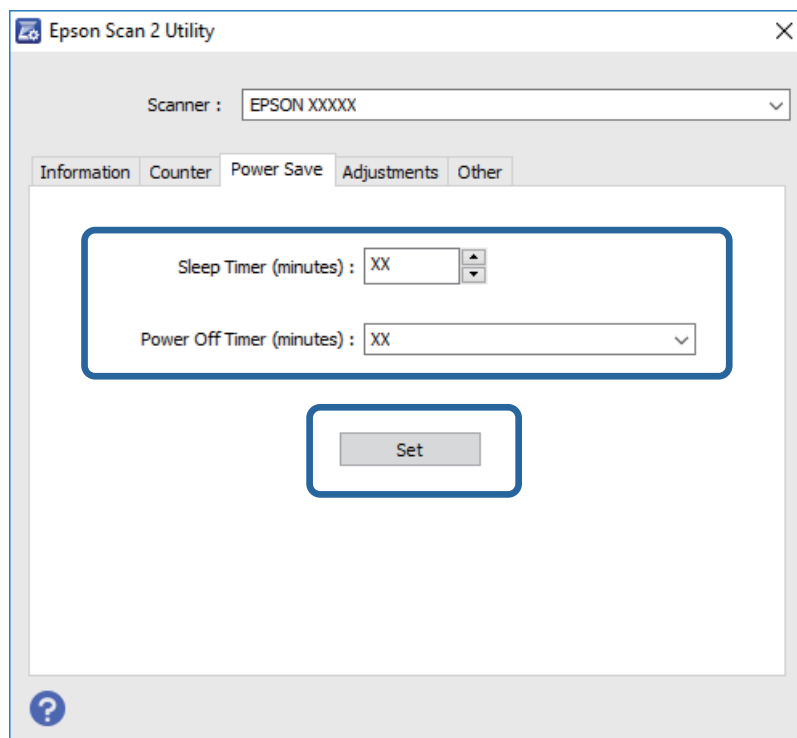 Epson Scan 2 Utility
Scanner : EPSON XXXXX
Information Counter Power Save Adjustments Other
Sleep Timer (minutes) : XX
Power Off Timer (minutes) : XX
Set
?